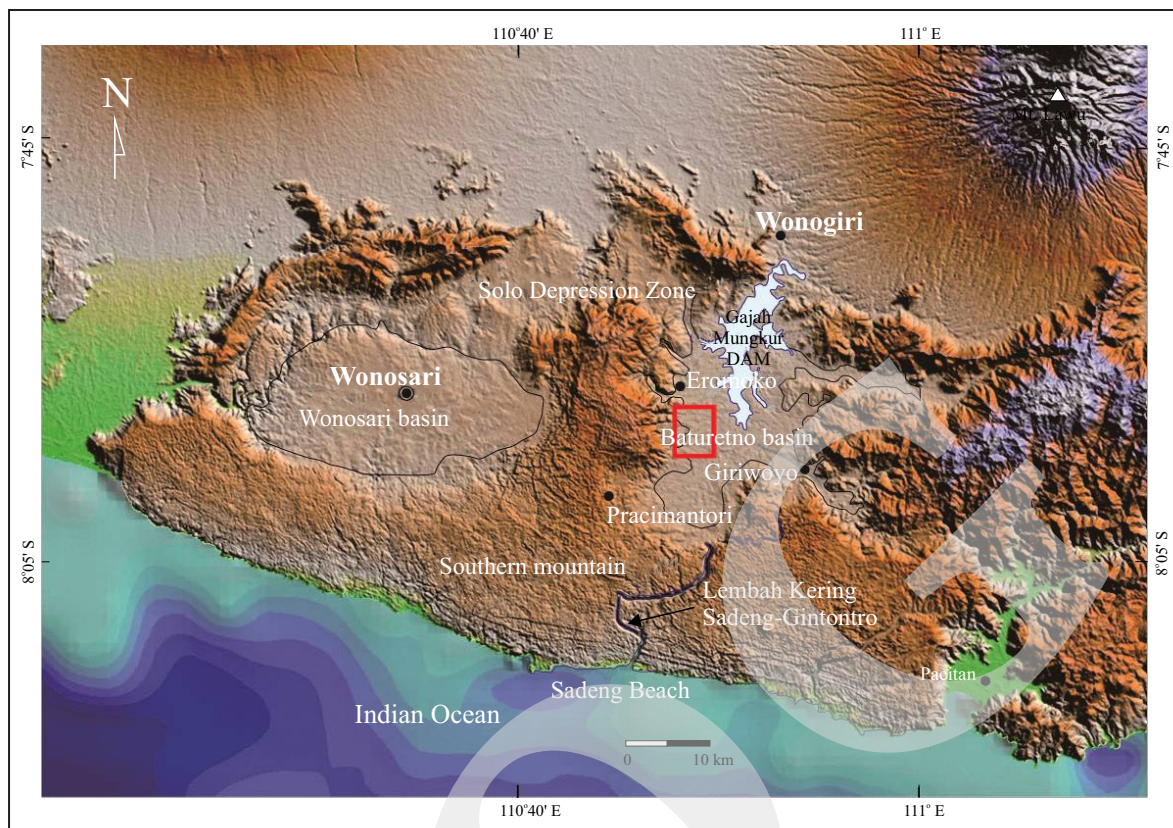 110°40' E
111° E
N
Mt. Lawu
7°45' S
7°45' S
Wonogiri
Solo Depression Zone
Gajah
Mungkur
DAM
Eromoko
Wonosari
Wonosari basin
Baturetno basin
Giriwoyo
Pracimantori
Southern mountain
8°05' S
8°05' S
Lembah Kering
Sadeng-Gintontro
Pacitan
Sadeng Beach
Indian Ocean
0
10 km
110°40' E
111° E